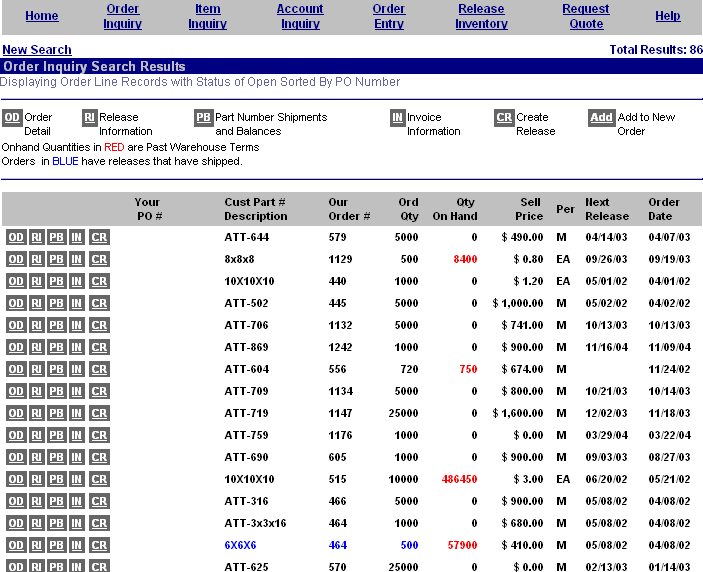 Home Order Inquiry Item Inquiry Account Inquiry Order Entry Release Inventory Request Quote Help
New Search Total Results: 86
Order Inquiry Search Results
Displaying Order Line Records with Status of Open Sorted By PO Number
OD Order Detail RI Release Information PB Part Number Shipments and Balances IN Invoice Information CR Create Release Add Add to New Order
Onhand Quantities in RED are Past Warehouse Terms
Orders in BLUE have releases that have shipped.
Your PO # Cust Part # Description Our Order # Ord Qty Qty On Hand Sell Price Per Next Release Order Date
OD RI PB IN CR ATT-644 579 5000 0 $ 490.00 M 04/14/03 04/07/03
OD RI PB IN CR 8x8x8 1129 500 8400 $ 0.80 EA 09/26/03 09/19/03
OD RI PB IN CR 10X10X10 440 1000 0 $ 1.20 EA 05/01/02 04/01/02
OD RI PB IN CR ATT-502 445 5000 0 $ 1,000.00 M 05/02/02 04/02/02
OD RI PB IN CR ATT-706 1132 5000 0 $ 741.00 M 10/13/03 10/13/03
OD RI PB IN CR ATT-869 1242 1000 0 $ 900.00 M 11/16/04 11/09/04
OD RI PB IN CR ATT-604 556 720 750 $ 674.00 M 11/24/02
OD RI PB IN CR ATT-709 1134 5000 0 $ 800.00 M 10/21/03 10/14/03
OD RI PB IN CR ATT-719 1147 25000 0 $ 1,600.00 M 12/02/03 11/18/03
OD RI PB IN CR ATT-759 1176 1000 0 $ 0.00 M 03/29/04 03/22/04
OD RI PB IN CR ATT-690 605 1000 0 $ 900.00 M 09/03/03 08/27/03
OD RI PB IN CR 10X10X10 515 10000 486450 $ 3.00 EA 06/20/02 05/21/02
OD RI PB IN CR ATT-316 466 5000 0 $ 900.00 M 05/08/02 04/08/02
OD RI PB IN CR ATT-3x3x16 464 1000 0 $ 680.00 M 05/08/02 04/08/02
OD RI PB IN CR 6X6X6 464 500 57900 $ 410.00 M 05/08/02 04/08/02
OD RI PB IN CR ATT-625 570 25000 0 $ 0.00 M 02/13/03 01/14/03